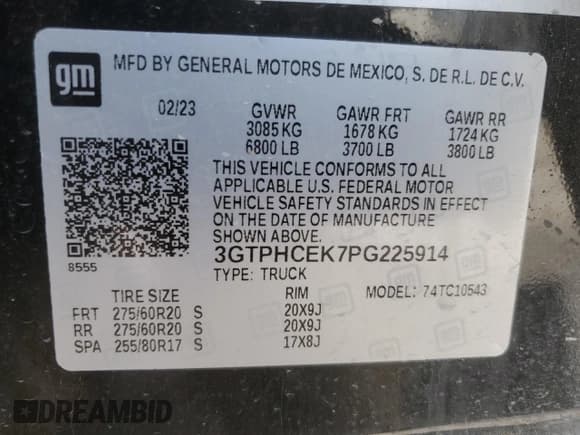 gm
MFD BY GENERAL MOTORS DE MEXICO, S. DE R.L. DE C.V.
02/23 GVWR GAWR FRT GAWR RR
3085 KG 1678 KG 1724 KG
6800 LB 3700 LB 3800 LB
THIS VEHICLE CONFORMS TO ALL
APPLICABLE U.S. FEDERAL MOTOR
VEHICLE SAFETY STANDARDS IN EFFECT
ON THE DATE OF MANUFACTURE
SHOWN ABOVE.
8555
3GTPHCEK7PG225914
TYPE: TRUCK
MODEL: 74TC10543
TIRE SIZE RIM
FRT 275/60R20 S 20X9J
RR 275/60R20 S 20X9J
SPA 255/80R17 S 17X8J
DREAMBID